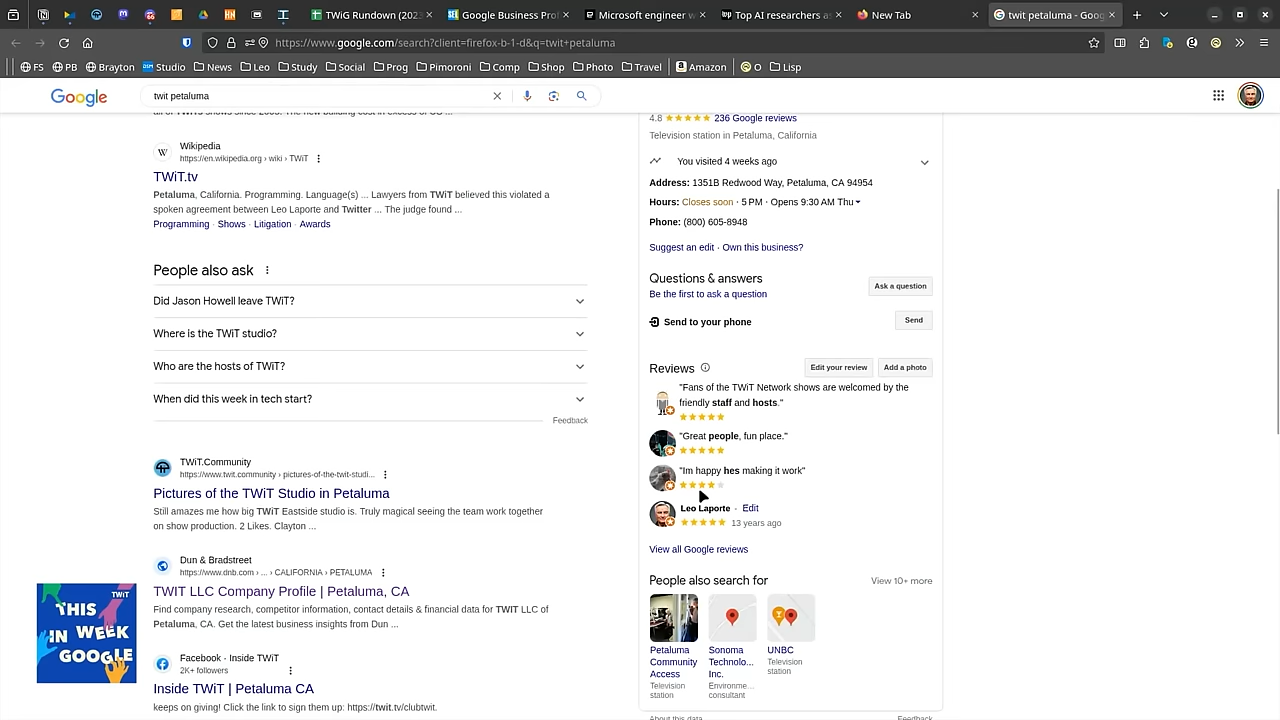 TWiG Rundown (202
Google Business Pro
Microsoft engineer w
Top AI researchers a
New Tab
twit petaluma - Goog
https://www.google.com/search?client=firefox-b-1-d&q=twit+petaluma
FS
PB
Brayton
Studio
News
Leo
Study
Social
Prog
Pimoroni
Comp
Shop
Photo
Travel
Amazon
O
Lisp
Google
twit petaluma
Wikipedia
https://en.wikipedia.org › wiki › TWiT
TWiT.tv
Petaluma, California. Programming. Language(s) ... Lawyers from TWiT believed this violated a
spoken agreement between Leo Laporte and Twitter ... The judge found ...
Programming · Shows · Litigation · Awards
People also ask
Did Jason Howell leave TWiT?
Where is the TWiT studio?
Who are the hosts of TWiT?
When did this week in tech start?
Feedback
TWiT.Community
https://www.twit.community › pictures-of-the-twit-studi...
Pictures of the TWiT Studio in Petaluma
Still amazes me how big TWiT Eastside studio is. Truly magical seeing the team work together
on show production. 2 Likes. Clayton ...
Dun & Bradstreet
https://www.dnb.com › ... › CALIFORNIA › PETALUMA
TWIT LLC Company Profile | Petaluma, CA
Find company research, competitor information, contact details & financial data for TWIT LLC of
Petaluma, CA. Get the latest business insights from Dun ...
Facebook · Inside TWiT
2K+ followers
Inside TWiT | Petaluma CA
keeps on giving! Click the link to sign them up: https://twit.tv/clubtwit.
TWiT
THIS
IN WEEK
GOOGLE
4.8
236 Google reviews
Television station in Petaluma, California
You visited 4 weeks ago
Address: 1351B Redwood Way, Petaluma, CA 94954
Hours: Closes soon · 5 PM · Opens 9:30 AM Thu
Phone: (800) 605-8948
Suggest an edit · Own this business?
Questions & answers
Be the first to ask a question
Ask a question
Send to your phone
Send
Reviews
Edit your review
Add a photo
"Fans of the TWiT Network shows are welcomed by the
friendly staff and hosts."
"Great people, fun place."
"Im happy hes making it work"
Leo Laporte · Edit
13 years ago
View all Google reviews
People also search for
View 10+ more
Petaluma
Community
Access
Television
station
Sonoma
Technolo...
Inc.
Environme...
consultant
UNBC
Television
station
About this data
Feedback